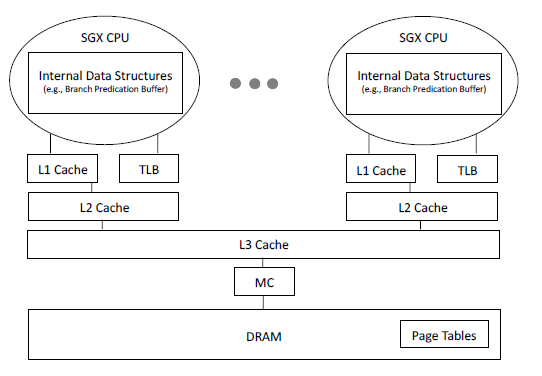 SGX CPU
Internal Data Structures
(e.g., Branch Predication Buffer)
SGX CPU
Internal Data Structures
(e.g., Branch Predication Buffer)
L1 Cache
TLB
L1 Cache
TLB
L2 Cache
L2 Cache
L3 Cache
MC
DRAM
Page Tables